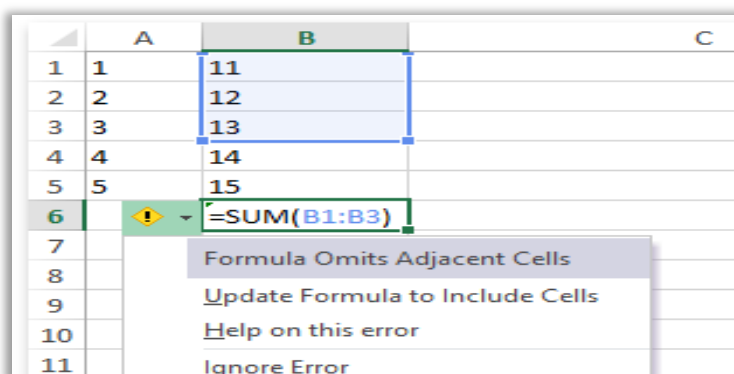 A B C
1 1 11
2 2 12
3 3 13
4 4 14
5 5 15
6 =SUM(B1:B3)
7
Formula Omits Adjacent Cells
8
Update Formula to Include Cells
9
10 Help on this error
11 Ignore Error